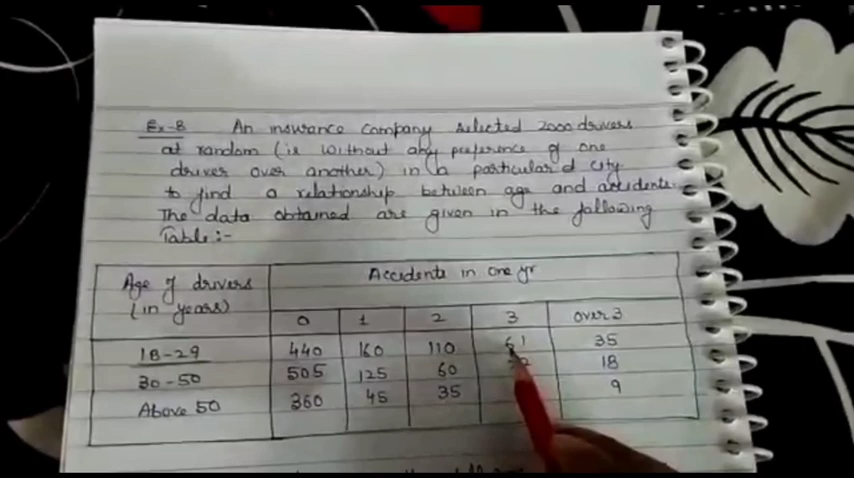 Ex-8 An insurance company selected 2000 drivers
at random (ie without any preference of one
driver over another) in a particular d city
to find a relationship between age and accidents.
The data obtained are given in the following
Table :-
Age of drivers (in years) Accidents in one yr
0 1 2 3 over 3
18-29 440 160 110 61 35
30-50 505 125 60 18
Above 50 360 45 35 9